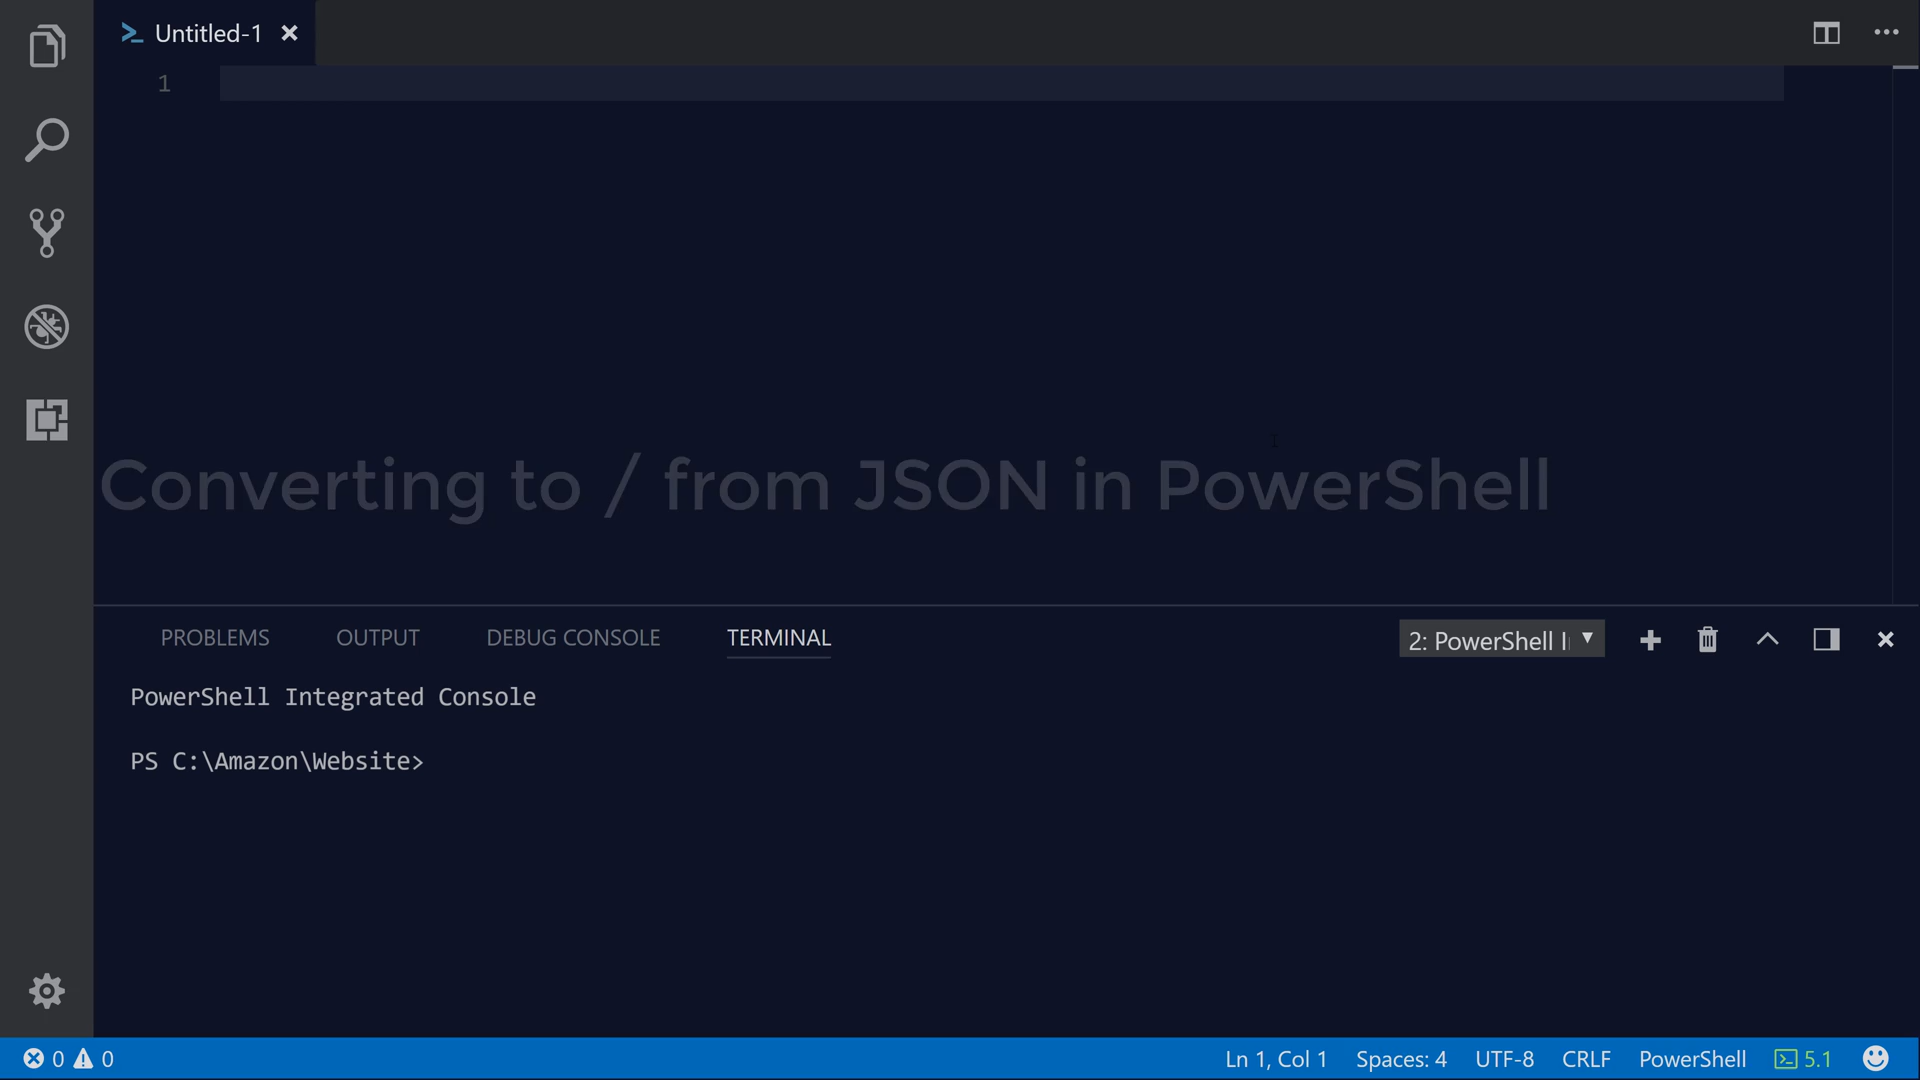 Untitled-1
1
Converting to / from JSON in PowerShell
PROBLEMS OUTPUT DEBUG CONSOLE TERMINAL 2: PowerShell I
PowerShell Integrated Console
PS C:\Amazon\Website>
0 0 Ln 1, Col 1 Spaces: 4 UTF-8 CRLF PowerShell 5.1